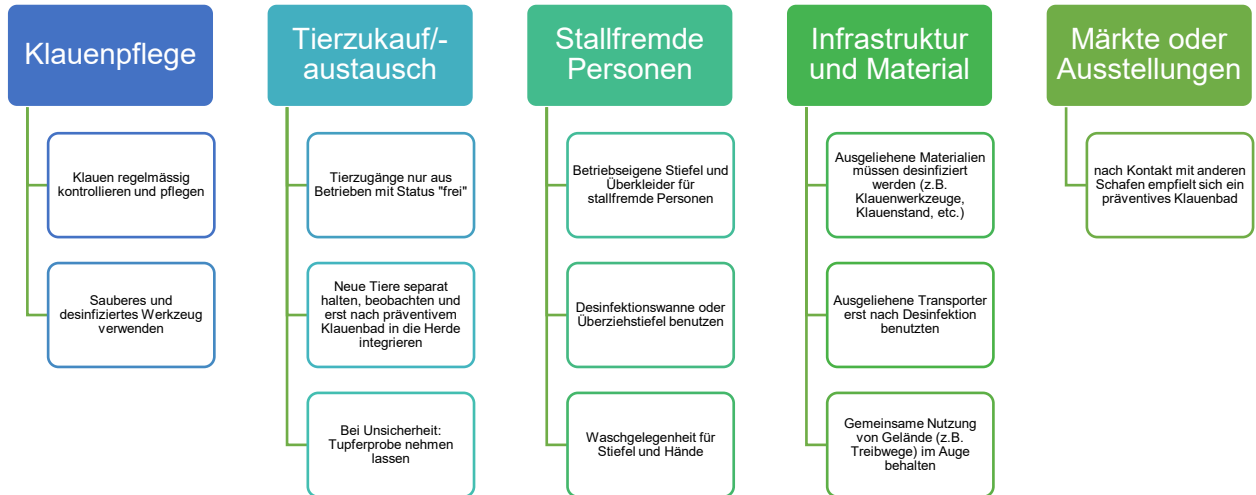 Klauenpflege
Klauen regelmässig
kontrollieren und pflegen
Sauberes und
desinfiziertes Werkzeug
verwenden
Tierzukauf/-
austausch
Tierzugänge nur aus
Betrieben mit Status "frei"
Neue Tiere separat
halten, beobachten und
erst nach präventivem
Klauenbad in die Herde
integrieren
Bei Unsicherheit:
Tupferprobe nehmen
lassen
Stallfremde
Personen
Betriebseigene Stiefel und
Überkleider für
stallfremde Personen
Desinfektionswanne oder
Überziehstiefel benutzen
Waschgelegenheit für
Stiefel und Hände
Infrastruktur
und Material
Ausgeliehene Materialien
müssen desinfiziert
werden (z.B.
Klauenwerkzeuge,
Klauenstand, etc.)
Ausgeliehene Transporter
erst nach Desinfektion
benutzten
Gemeinsame Nutzung
von Gelände (z.B.
Treibwege) im Auge
behalten
Märkte oder
Ausstellungen
nach Kontakt mit anderen
Schafen empfielt sich ein
präventives Klauenbad